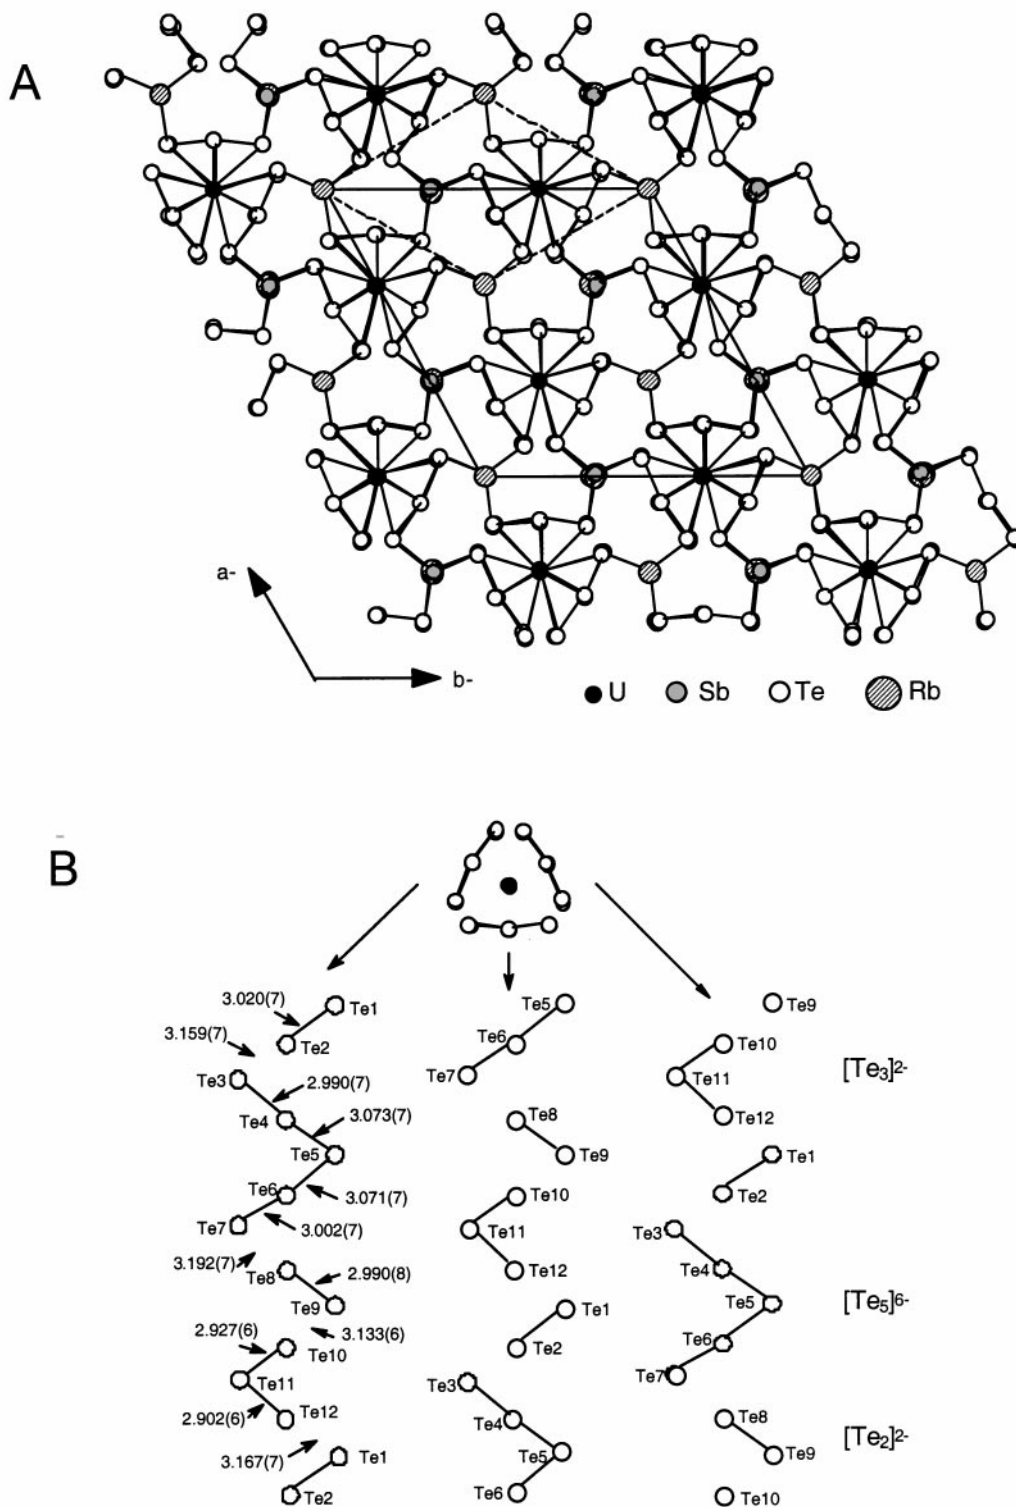 A
a-
b-
U Sb Te Rb
B
3.020(7)
Te1
Te2
3.159(7)
Te3
2.990(7)
Te4
3.073(7)
Te5
Te6
3.071(7)
Te7
3.002(7)
3.192(7)
Te8
2.990(8)
Te9
3.133(6)
2.927(6)
Te10
Te11
Te12
2.902(6)
3.167(7)
Te1
Te2
Te5
Te6
Te7
Te8
Te9
Te10
Te11
Te12
Te1
Te2
Te3
Te4
Te5
Te6
Te9
Te10
Te11
Te12
Te1
Te2
Te3
Te4
Te5
Te6
Te7
Te8
Te9
Te10
[Te₃]²⁻
[Te₅]⁶⁻
[Te₂]²⁻